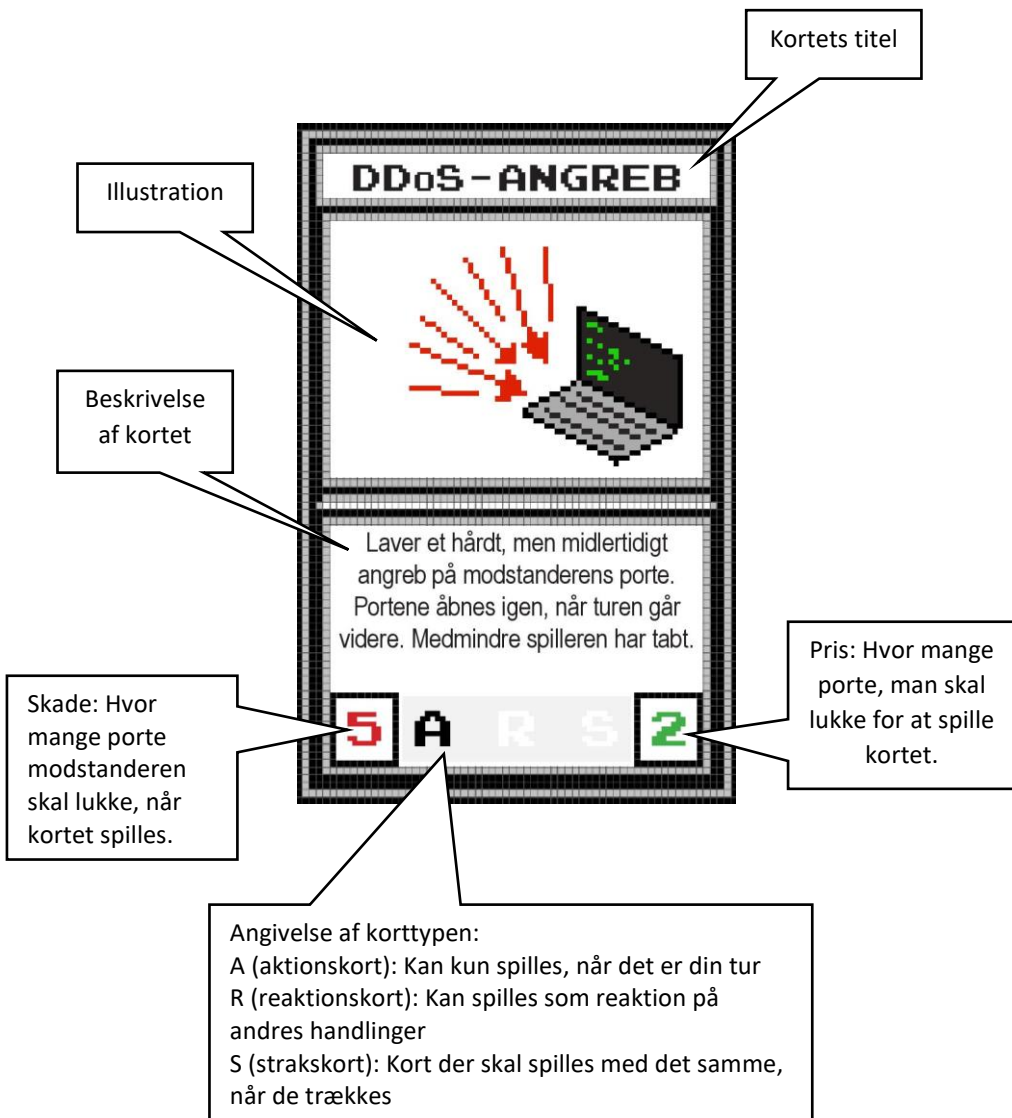 Kortets titel
DDoS-ANGREB
Illustration
Beskrivelse
af kortet
Laver et hårdt, men midlertidigt
angreb på modstanderens porte.
Portene åbnes igen, når turen går
videre. Medmindre spilleren har tabt.
Skade: Hvor
mange porte
modstanderen
skal lukke, når
kortet spilles.
5 A R S 2
Pris: Hvor mange
porte, man skal
lukke for at spille
kortet.
Angivelse af korttypen:
A (aktionskort): Kan kun spilles, når det er din tur
R (reaktionskort): Kan spilles som reaktion på
andres handlinger
S (strakskort): Kort der skal spilles med det samme,
når de trækkes